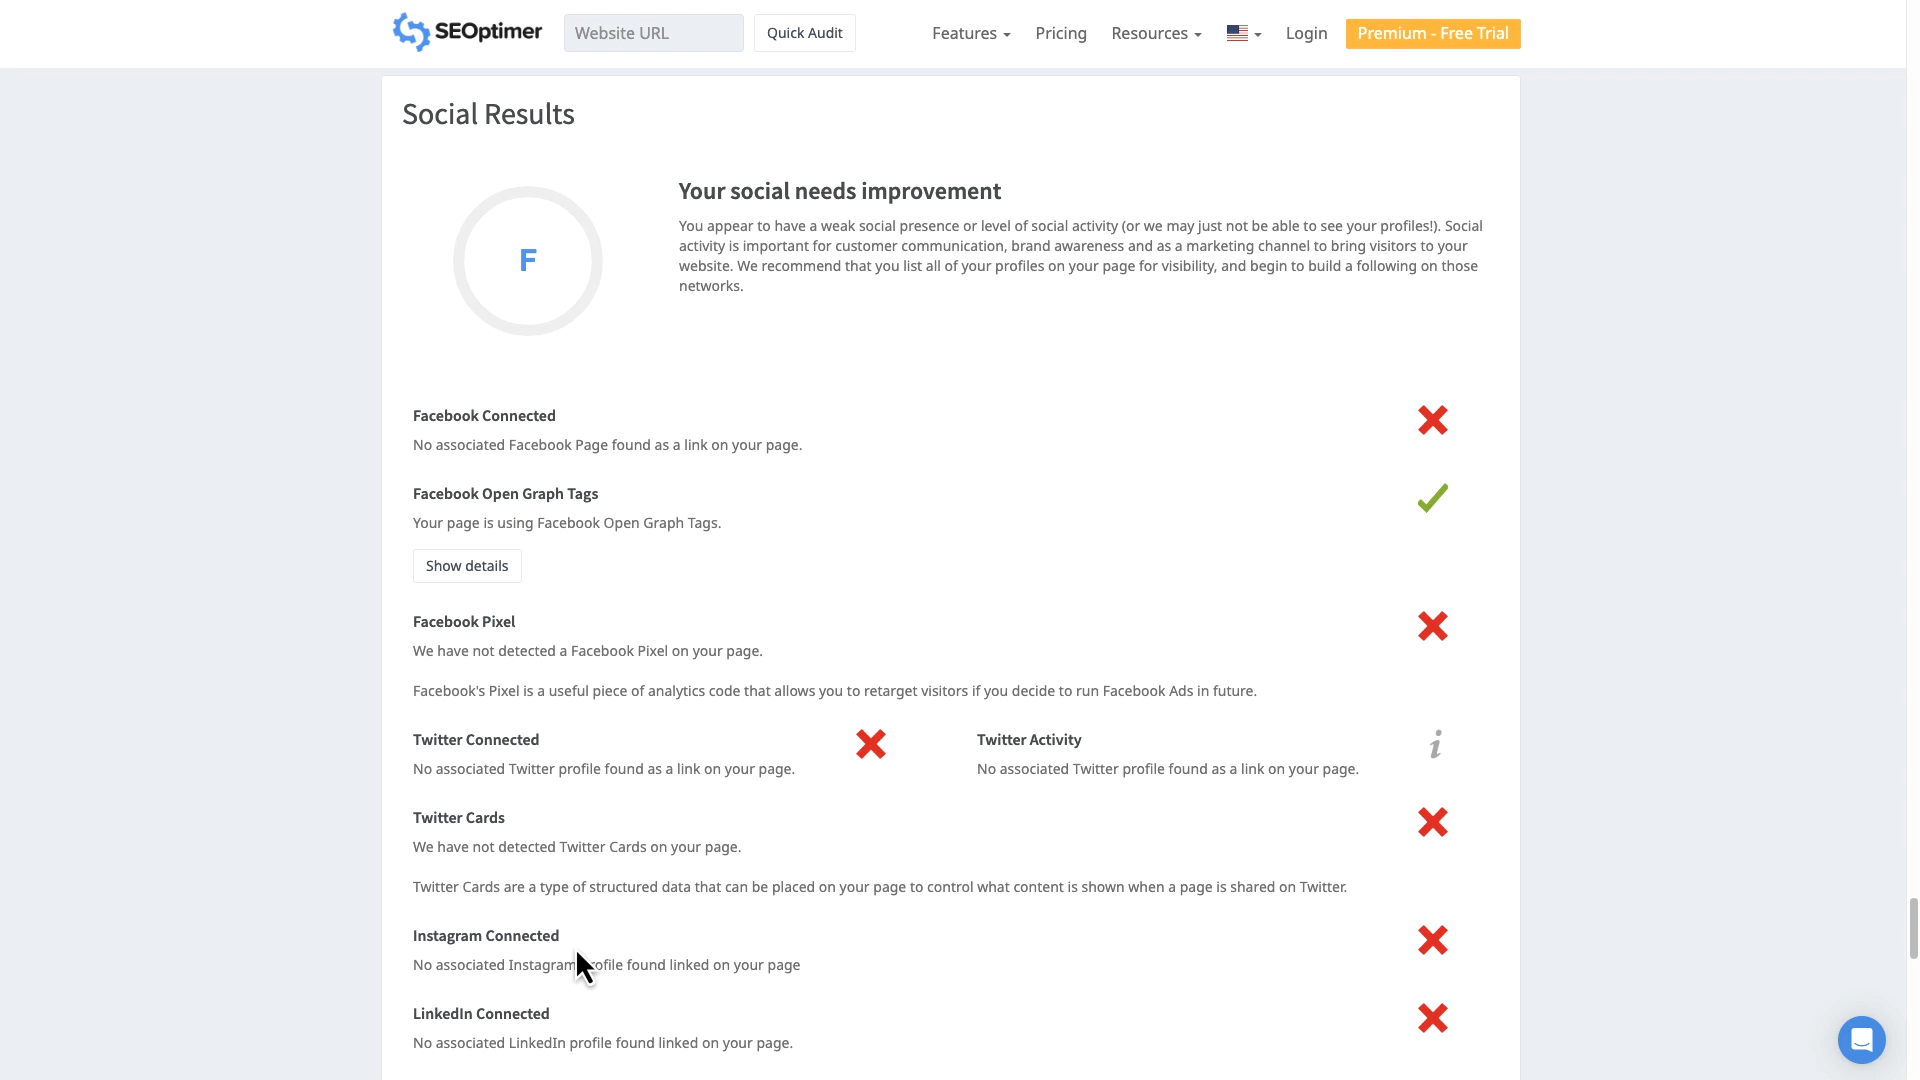 SEOptimer
Website URL
Quick Audit
Features
Pricing
Resources
Login
Premium - Free Trial
Social Results
F
Your social needs improvement
You appear to have a weak social presence or level of social activity (or we may just not be able to see your profiles!). Social
activity is important for customer communication, brand awareness and as a marketing channel to bring visitors to your
website. We recommend that you list all of your profiles on your page for visibility, and begin to build a following on those
networks.
Facebook Connected
No associated Facebook Page found as a link on your page.
Facebook Open Graph Tags
Your page is using Facebook Open Graph Tags.
Show details
Facebook Pixel
We have not detected a Facebook Pixel on your page.
Facebook's Pixel is a useful piece of analytics code that allows you to retarget visitors if you decide to run Facebook Ads in future.
Twitter Connected
No associated Twitter profile found as a link on your page.
Twitter Activity
No associated Twitter profile found as a link on your page.
Twitter Cards
We have not detected Twitter Cards on your page.
Twitter Cards are a type of structured data that can be placed on your page to control what content is shown when a page is shared on Twitter.
Instagram Connected
No associated Instagram profile found linked on your page
LinkedIn Connected
No associated LinkedIn profile found linked on your page.